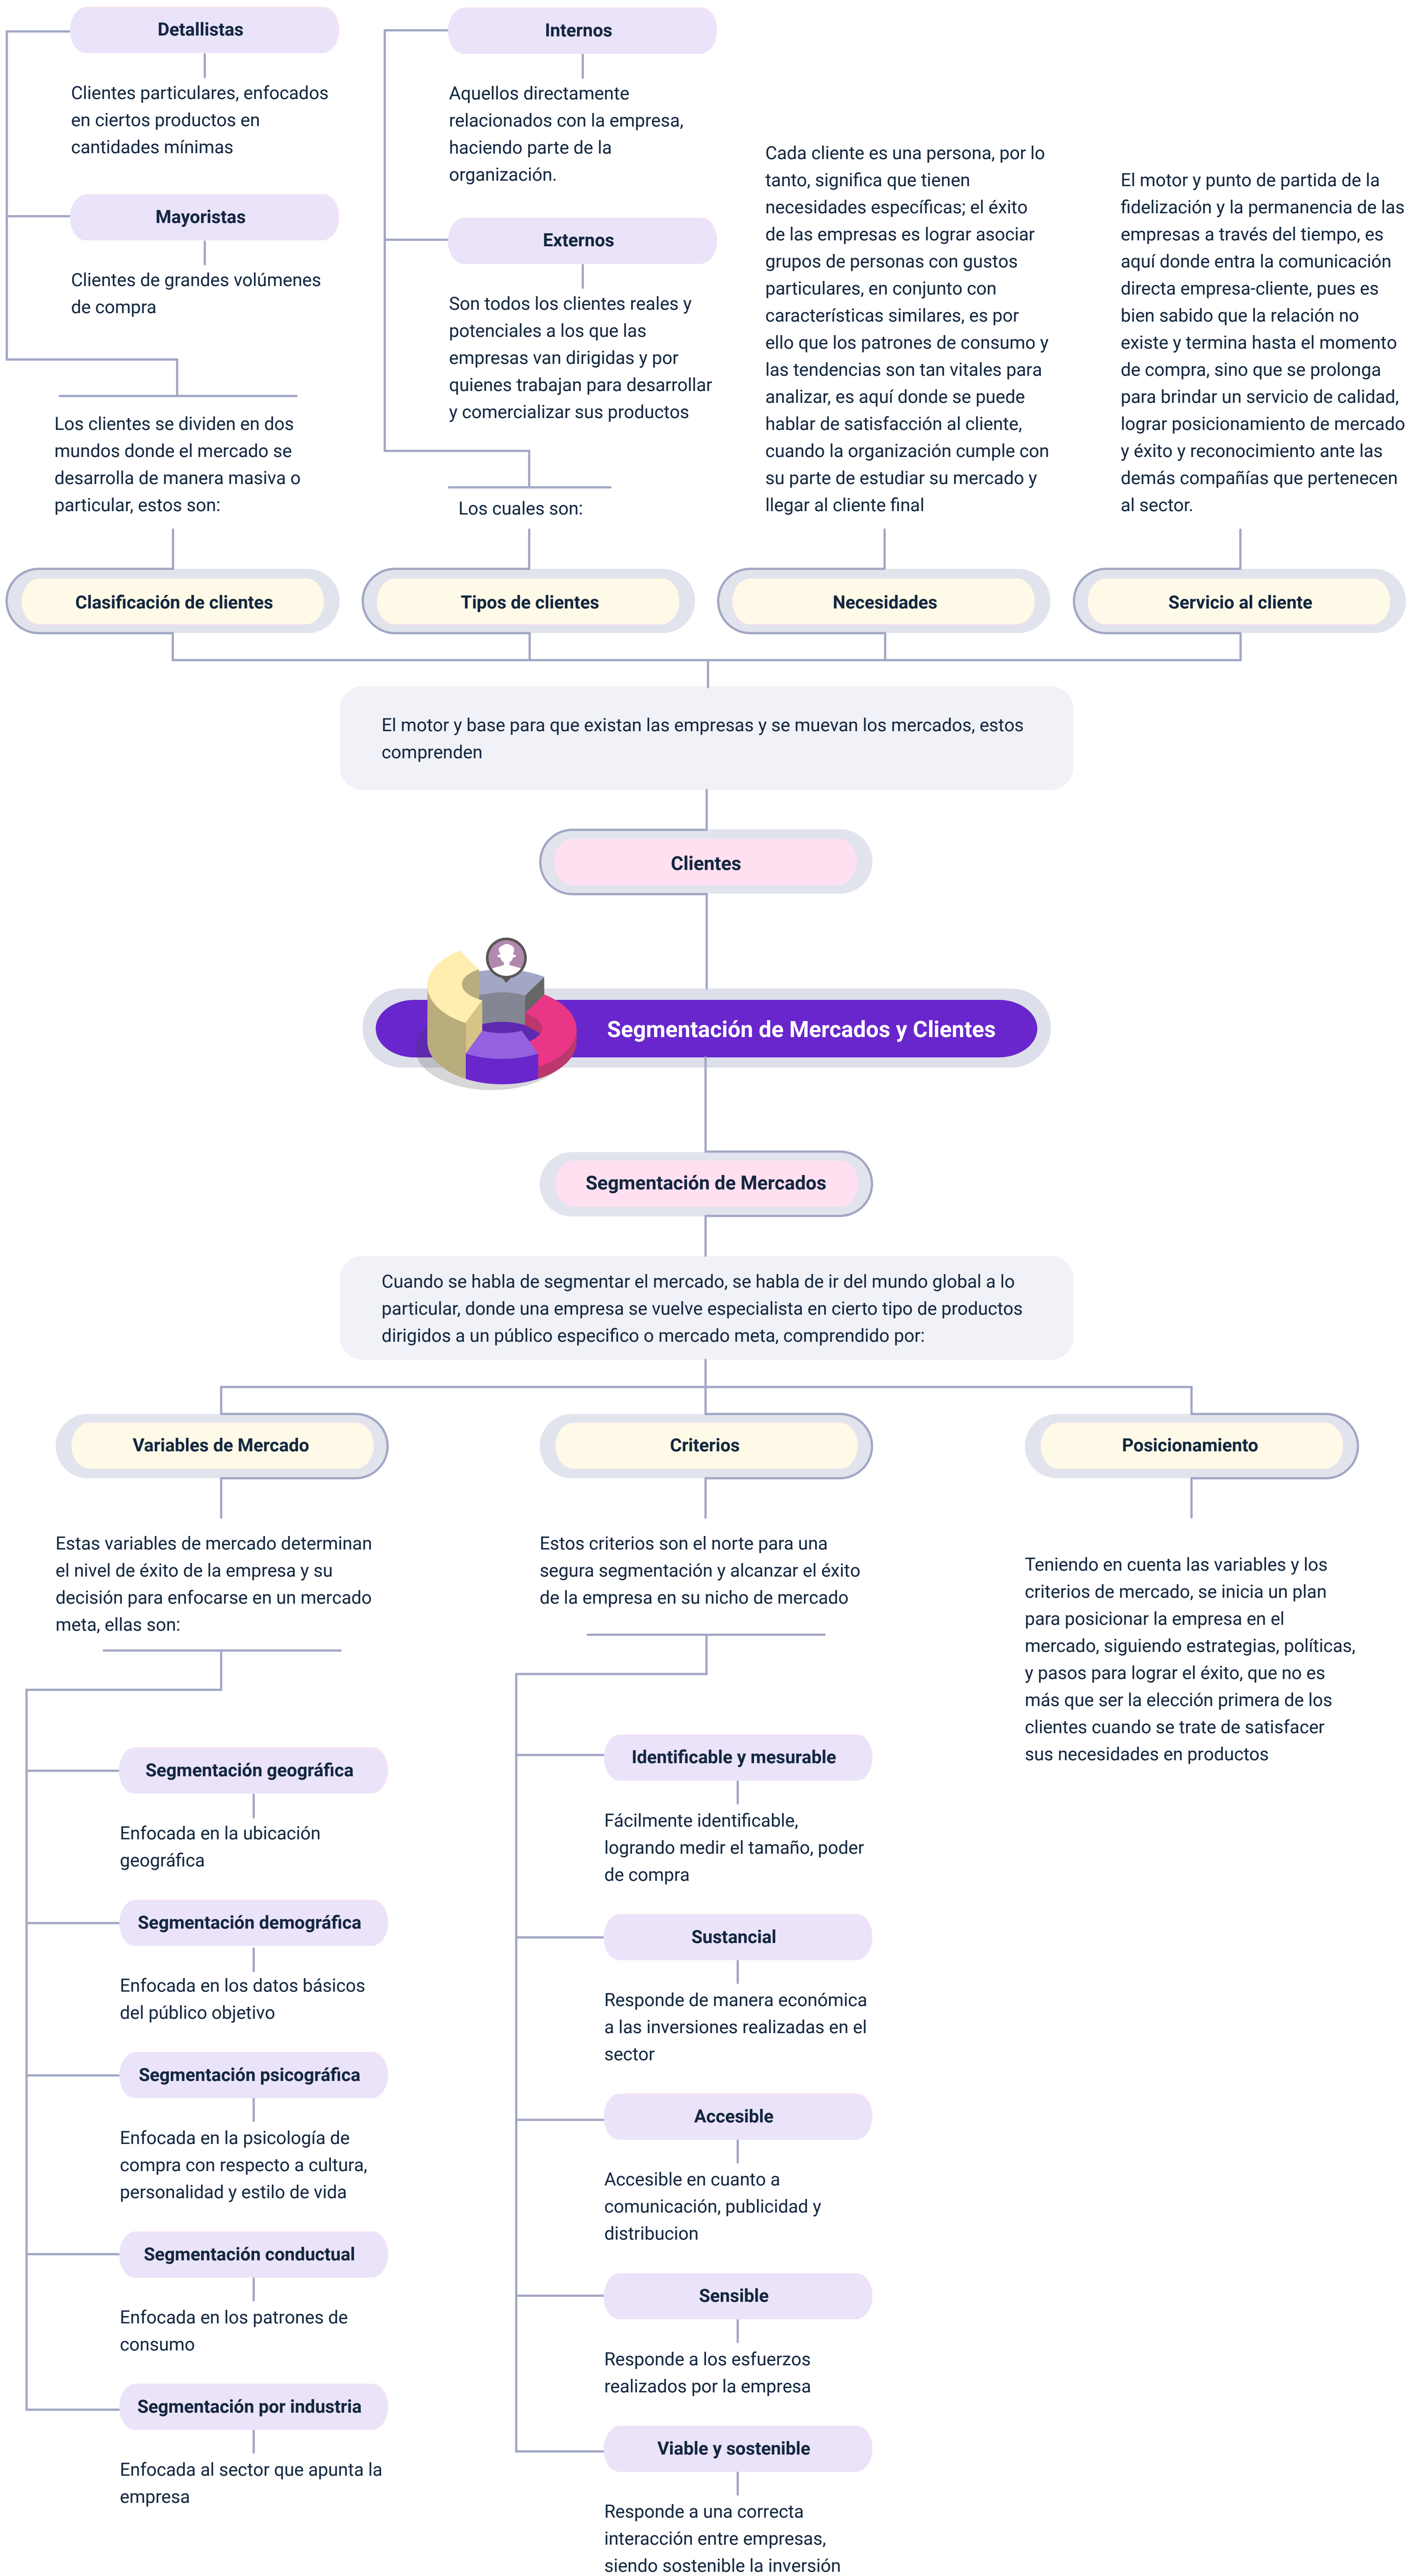 Detallistas
Clientes particulares, enfocados
en ciertos productos en
cantidades mínimas
Mayoristas
Clientes de grandes volúmenes
de compra
Los clientes se dividen en dos
mundos donde el mercado se
desarrolla de manera masiva o
particular, estos son:
Clasificación de clientes
Internos
Aquellos directamente
relacionados con la empresa,
haciendo parte de la
organización.
Externos
Son todos los clientes reales y
potenciales a los que las
empresas van dirigidas y por
quienes trabajan para desarrollar
y comercializar sus productos
Los cuales son:
Tipos de clientes
Cada cliente es una persona, por lo
tanto, significa que tienen
necesidades específicas; el éxito
de las empresas es lograr asociar
grupos de personas con gustos
particulares, en conjunto con
características similares, es por
ello que los patrones de consumo y
las tendencias son tan vitales para
analizar, es aquí donde se puede
hablar de satisfacción al cliente,
cuando la organización cumple con
su parte de estudiar su mercado y
llegar al cliente final
Necesidades
El motor y punto de partida de la
fidelización y la permanencia de las
empresas a través del tiempo, es
aquí donde entra la comunicación
directa empresa-cliente, pues es
bien sabido que la relación no
existe y termina hasta el momento
de compra, sino que se prolonga
para brindar un servicio de calidad,
lograr posicionamiento de mercado
y éxito y reconocimiento ante las
demás compañías que pertenecen
al sector.
Servicio al cliente
El motor y base para que existan las empresas y se muevan los mercados, estos
comprenden
Clientes
Segmentación de Mercados y Clientes
Segmentación de Mercados
Cuando se habla de segmentar el mercado, se habla de ir del mundo global a lo
particular, donde una empresa se vuelve especialista en cierto tipo de productos
dirigidos a un público especifico o mercado meta, comprendido por:
Variables de Mercado
Estas variables de mercado determinan
el nivel de éxito de la empresa y su
decisión para enfocarse en un mercado
meta, ellas son:
Segmentación geográfica
Enfocada en la ubicación
geográfica
Segmentación demográfica
Enfocada en los datos básicos
del público objetivo
Segmentación psicográfica
Enfocada en la psicología de
compra con respecto a cultura,
personalidad y estilo de vida
Segmentación conductual
Enfocada en los patrones de
consumo
Segmentación por industria
Enfocada al sector que apunta la
empresa
Criterios
Estos criterios son el norte para una
segura segmentación y alcanzar el éxito
de la empresa en su nicho de mercado
Identificable y mesurable
Fácilmente identificable,
logrando medir el tamaño, poder
de compra
Sustancial
Responde de manera económica
a las inversiones realizadas en el
sector
Accesible
Accesible en cuanto a
comunicación, publicidad y
distribucion
Sensible
Responde a los esfuerzos
realizados por la empresa
Viable y sostenible
Responde a una correcta
interacción entre empresas,
siendo sostenible la inversión
Posicionamiento
Teniendo en cuenta las variables y los
criterios de mercado, se inicia un plan
para posicionar la empresa en el
mercado, siguiendo estrategias, políticas,
y pasos para lograr el éxito, que no es
más que ser la elección primera de los
clientes cuando se trate de satisfacer
sus necesidades en productos